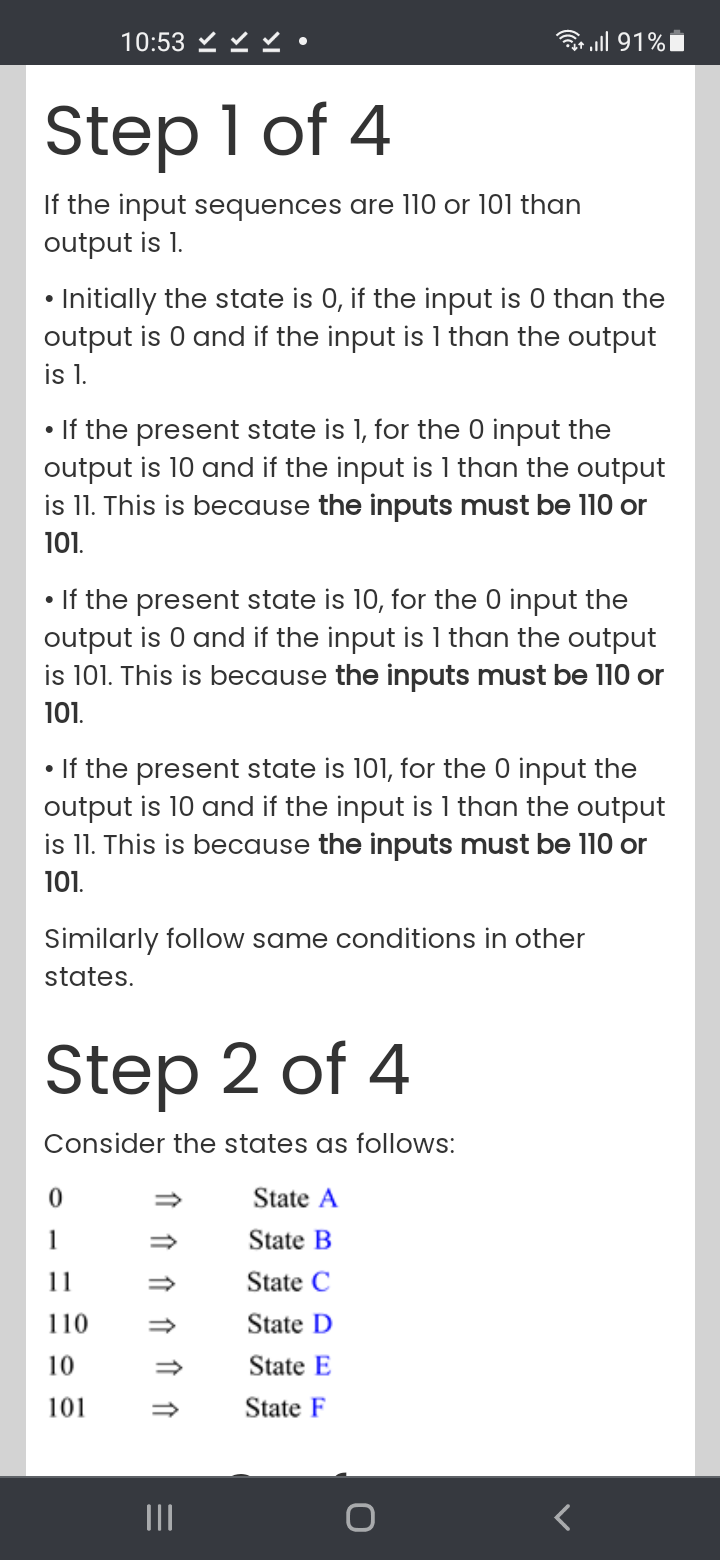 10:53
91%
Step 1 of 4
If the input sequences are 110 or 101 than
output is 1.
• Initially the state is 0, if the input is 0 than the
output is 0 and if the input is 1 than the output
is 1.
• If the present state is 1, for the 0 input the
output is 10 and if the input is 1 than the output
is 11. This is because the inputs must be 110 or
101.
• If the present state is 10, for the 0 input the
output is 0 and if the input is 1 than the output
is 101. This is because the inputs must be 110 or
101.
• If the present state is 101, for the 0 input the
output is 10 and if the input is 1 than the output
is 11. This is because the inputs must be 110 or
101.
Similarly follow same conditions in other
states.
Step 2 of 4
Consider the states as follows:
0 ⇒ State A
1 ⇒ State B
11 ⇒ State C
110 ⇒ State D
10 ⇒ State E
101 ⇒ State F